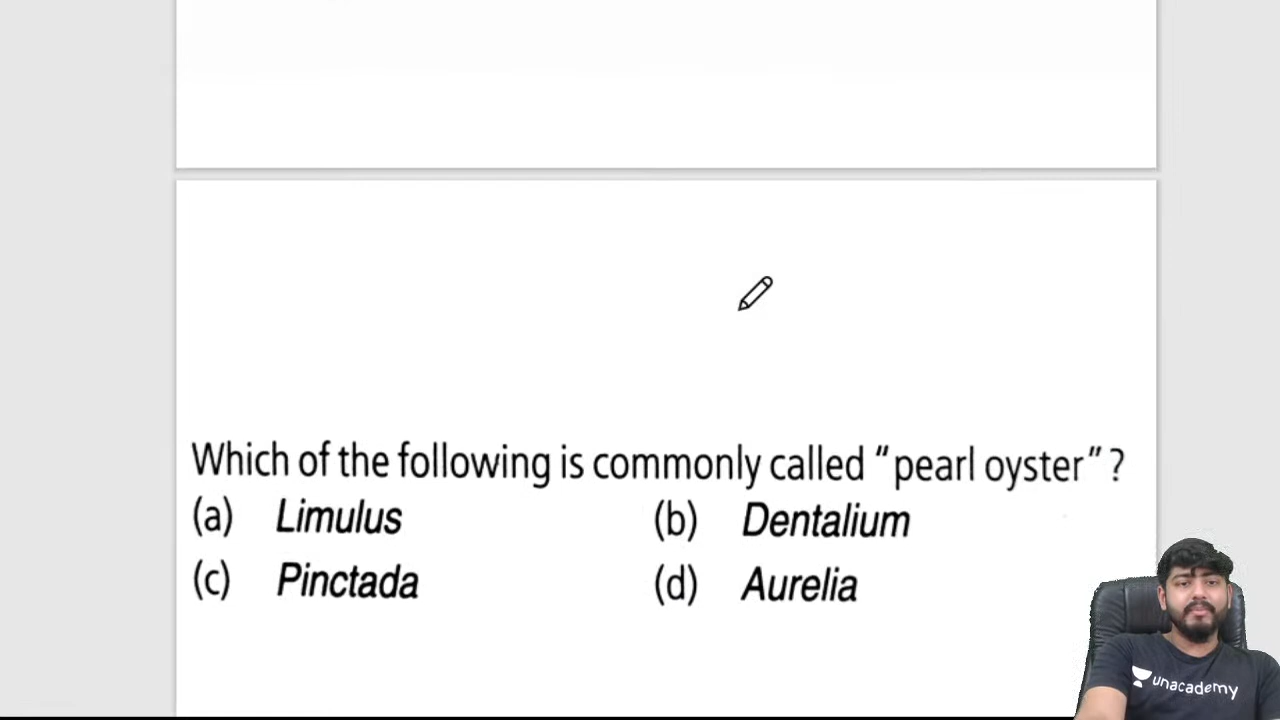 Which of the following is commonly called “pearl oyster” ?
(a) Limulus (b) Dentalium
(c) Pinctada (d) Aurelia
unacademy